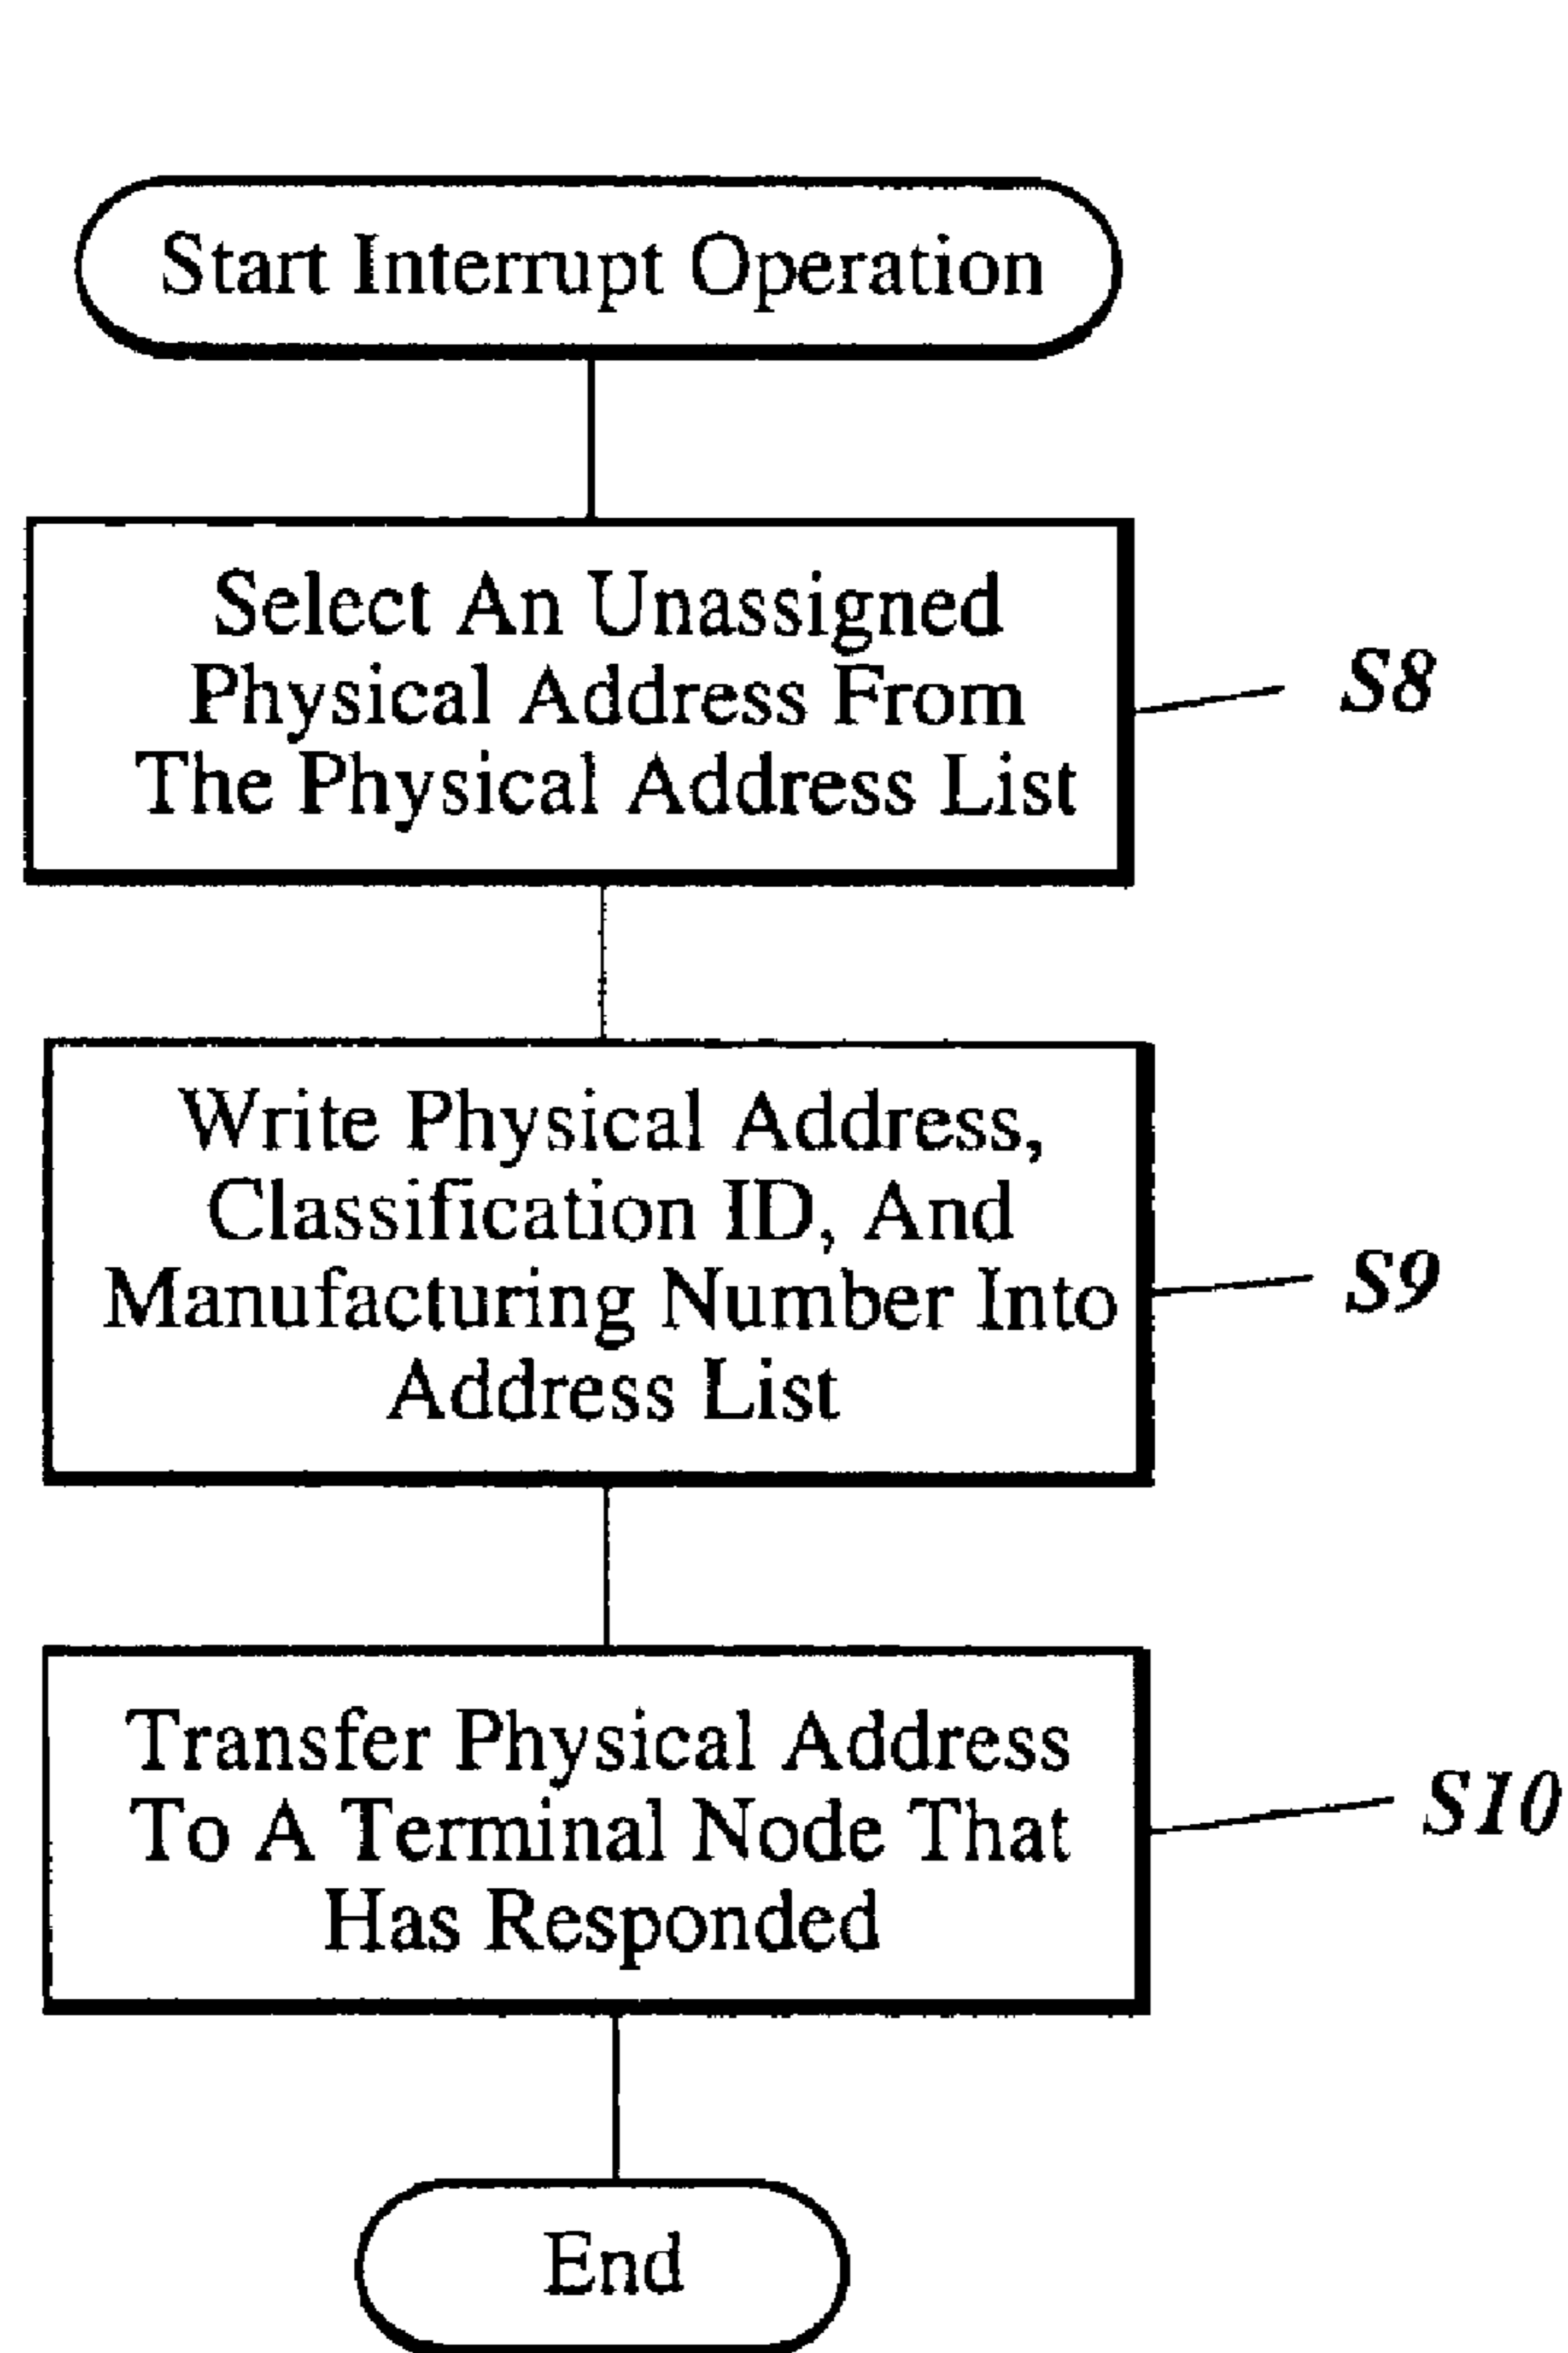 Start Interrupt Operation
Select An Unassigned
Physical Address From
The Physical Address List
S8
Write Physical Address,
Classification ID, And
Manufacturing Number Into
Address List
S9
Transfer Physical Address
To A Terminal Node That
Has Responded
S10
End